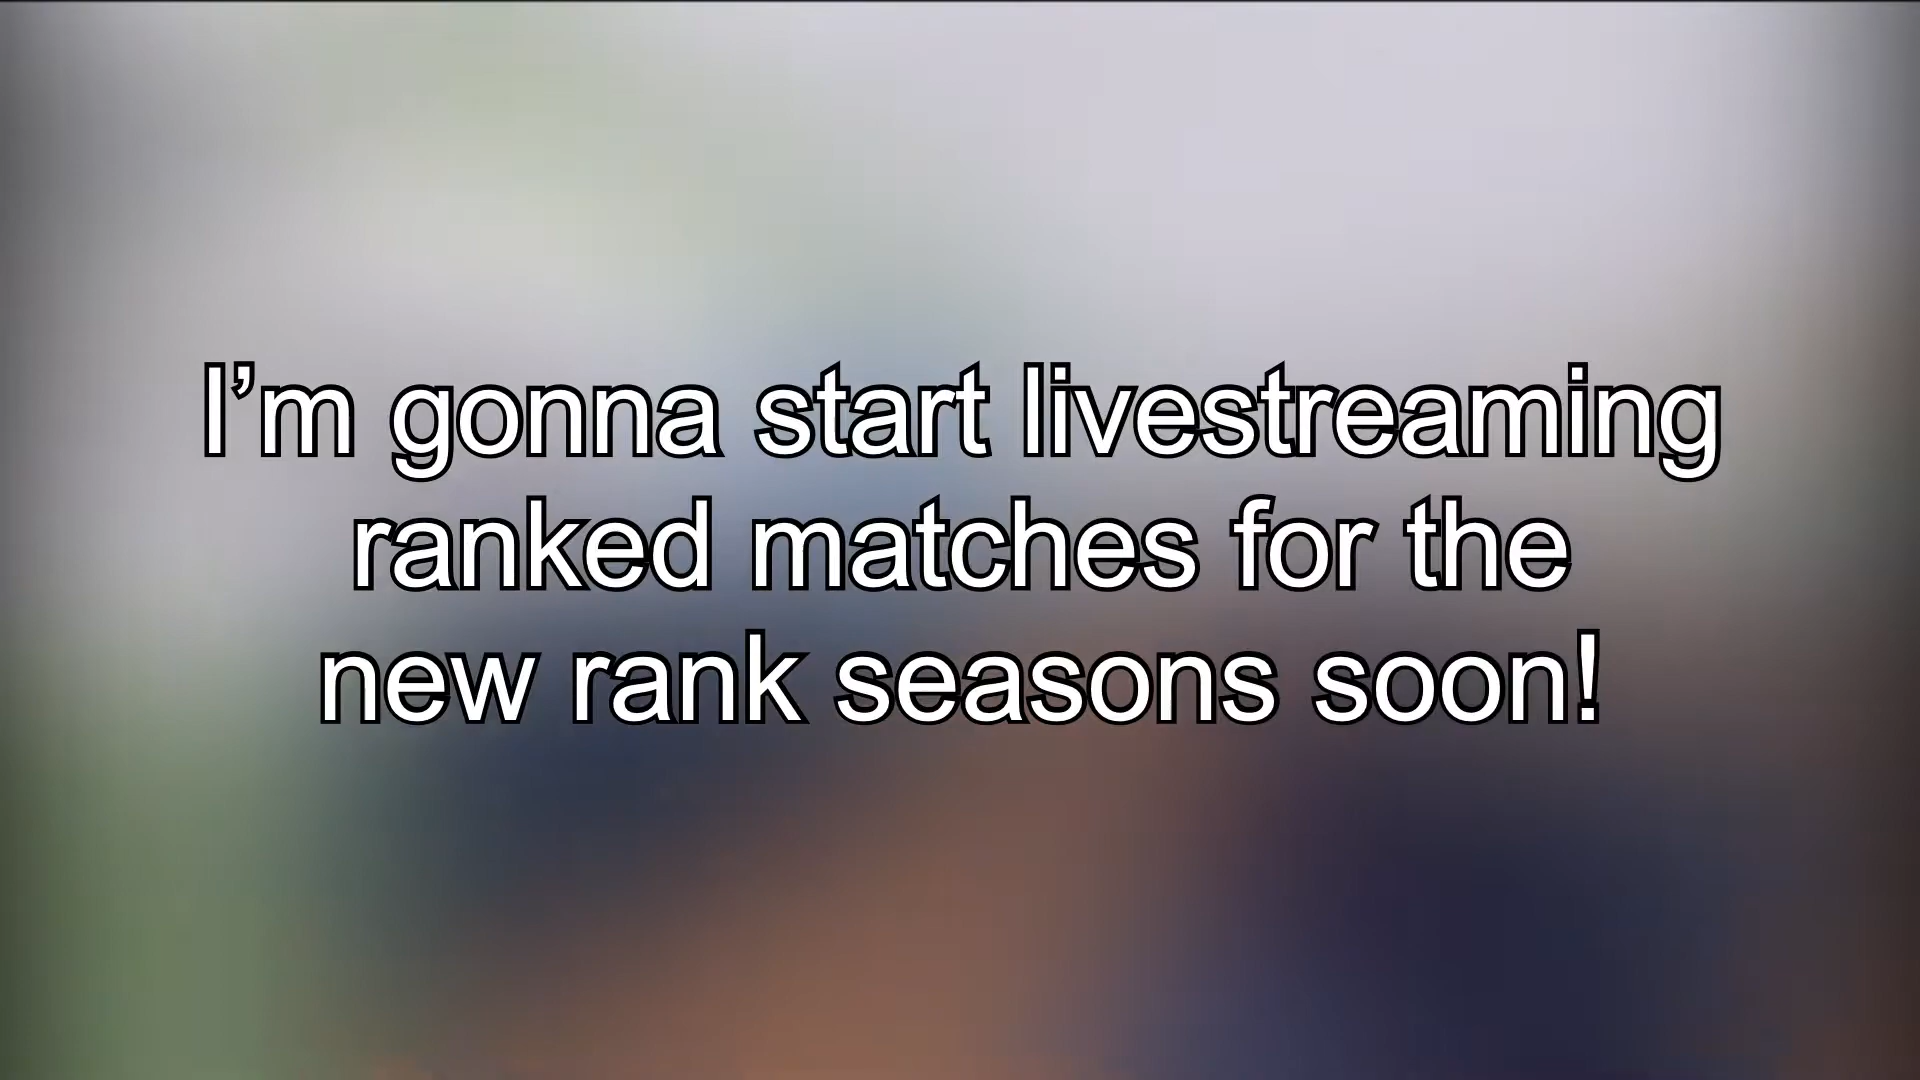 I’m gonna start livestreaming
ranked matches for the
new rank seasons soon!